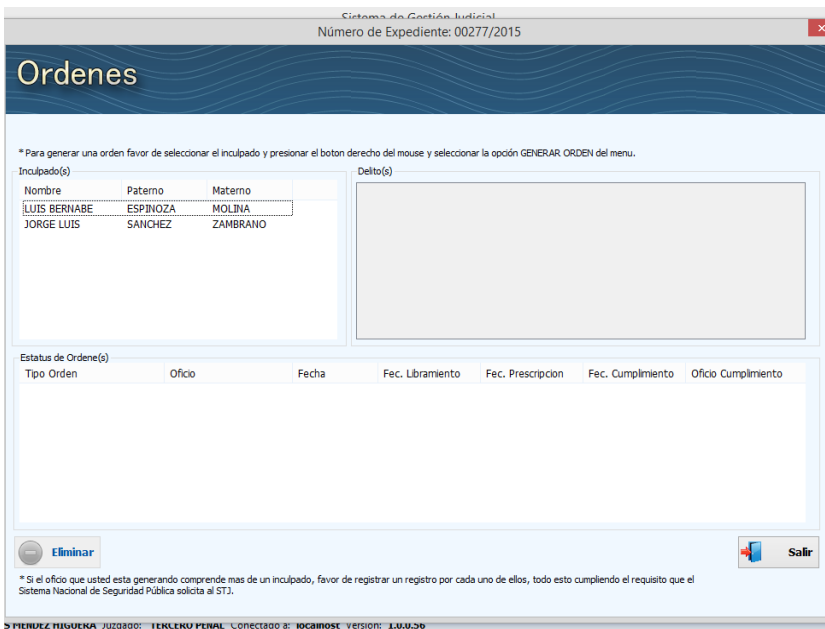 Sistema de Gestión Judicial
Número de Expediente: 00277/2015
Ordenes
* Para generar una orden favor de seleccionar el inculpado y presionar el boton derecho del mouse y seleccionar la opción GENERAR ORDEN del menu.
Inculpado(s)
Delito(s)
Nombre Paterno Materno
LUIS BERNABE ESPINOZA MOLINA
JORGE LUIS SANCHEZ ZAMBRANO
Estatus de Ordene(s)
Tipo Orden Oficio Fecha Fec. Libramiento Fec. Prescripcion Fec. Cumplimiento Oficio Cumplimiento
Eliminar
Salir
* Si el oficio que usted esta generando comprende mas de un inculpado, favor de registrar un registro por cada uno de ellos, todo esto cumpliendo el requisito que el
Sistema Nacional de Seguridad Pública solicita al STJ.
S MENDEZ HIGUERA Juzgado: TERCERO PENAL Conectado a: localhost Versión: 1.0.0.56